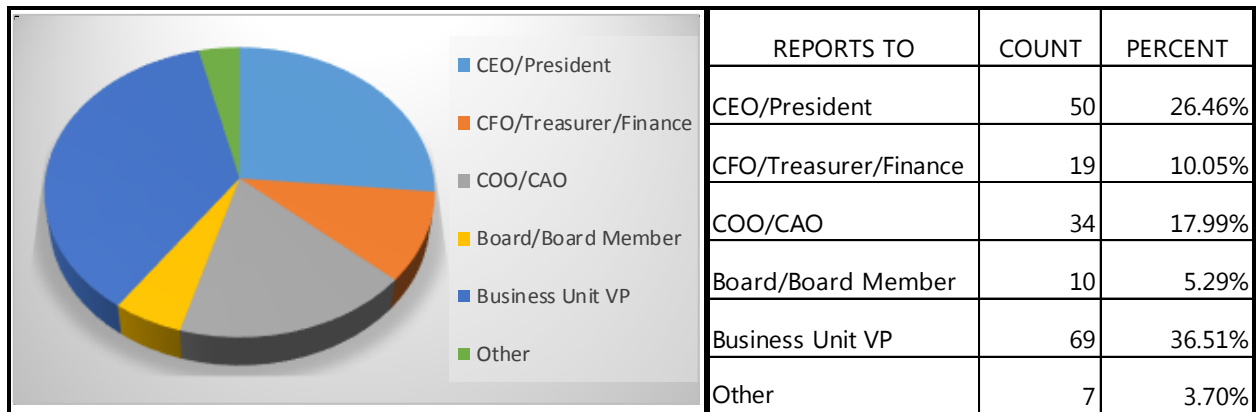 CEO/President
CFO/Treasurer/Finance
COO/CAO
Board/Board Member
Business Unit VP
Other
REPORTS TO COUNT PERCENT
CEO/President 50 26.46%
CFO/Treasurer/Finance 19 10.05%
COO/CAO 34 17.99%
Board/Board Member 10 5.29%
Business Unit VP 69 36.51%
Other 7 3.70%